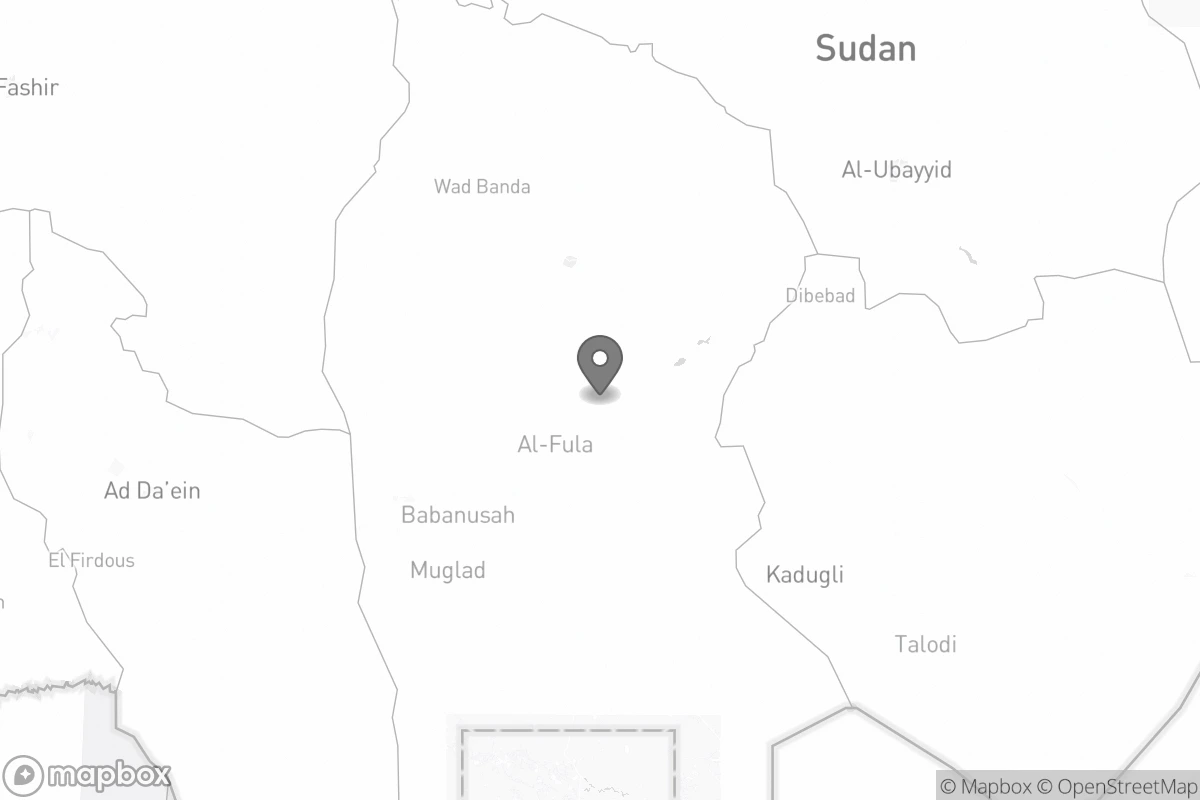 Sudan
Fashir
Al-Ubayyid
Wad Banda
Dibebad
Al-Fula
Ad Da'ein
Babanusah
El Firdous
Muglad
Kadugli
Talodi
mapbox
© Mapbox © OpenStreetMap